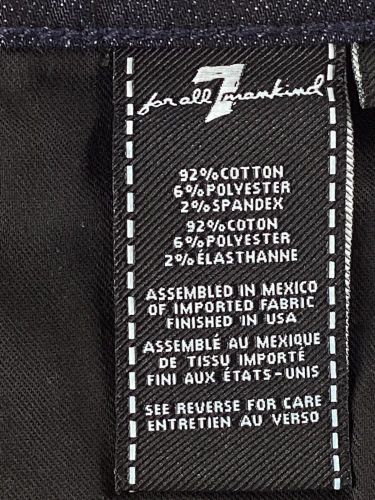 7
for all mankind
92% COTTON
6% POLYESTER
2% SPANDEX
92% COTON
6% POLYESTER
2% ÉLASTHANNE
ASSEMBLED IN MEXICO
OF IMPORTED FABRIC
FINISHED IN USA
ASSEMBLÉ AU MEXIQUE
DE TISSU IMPORTÉ
FINI AUX ÉTATS-UNIS
SEE REVERSE FOR CARE
ENTRETIEN AU VERSO